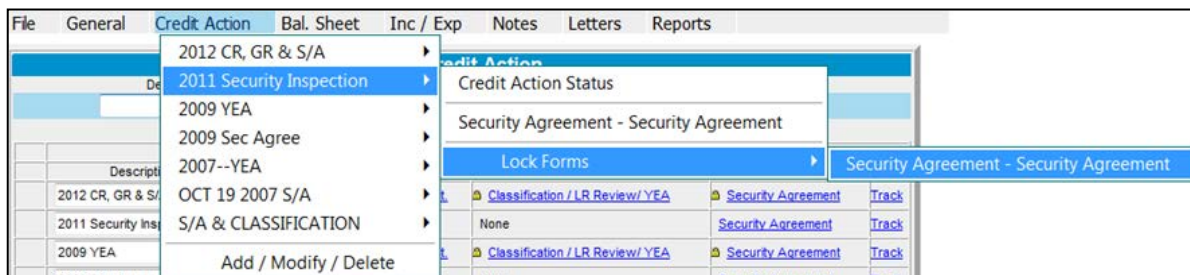 File General Credit Action Bal. Sheet Inc / Exp Notes Letters Reports
2012 CR, GR & S/A
2011 Security Inspection
2009 YEA
2009 Sec Agree
2007--YEA
OCT 19 2007 S/A
S/A & CLASSIFICATION
Add / Modify / Delete
Credit Action Status
Security Agreement - Security Agreement
Lock Forms
Security Agreement - Security Agreement
Action
2012 CR, GR & S/ Classification / LR Review/ YEA Security Agreement Track
2011 Security None Security Agreement Track
2009 YEA Classification / LR Review/ YEA Security Agreement Track